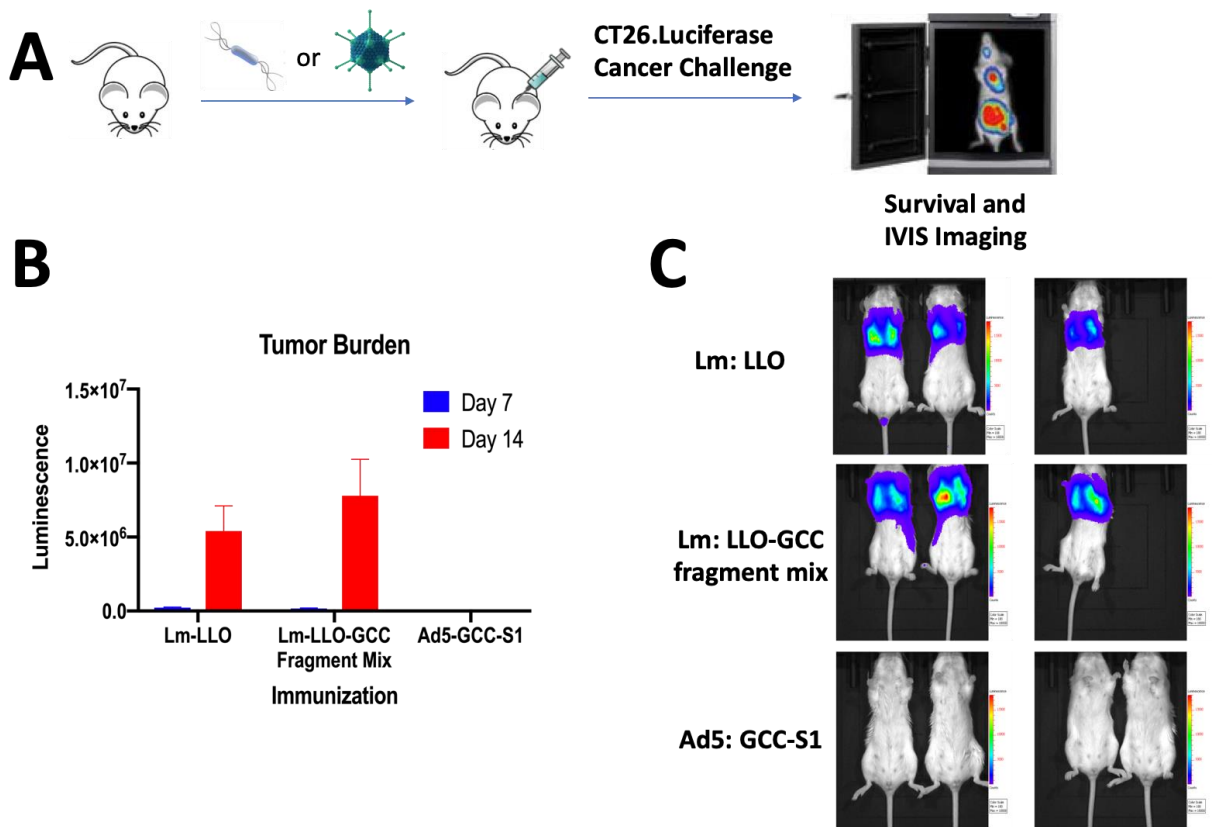 A
or
CT26.Luciferase
Cancer Challenge
Survival and
IVIS Imaging
B
Tumor Burden
Luminescence
1.5×10⁷
1.0×10⁷
5.0×10⁶
0.0
Day 7
Day 14
Lm-LLO
Lm-LLO-GCC
Fragment Mix
Ad5-GCC-S1
Immunization
C
Lm: LLO
Lm: LLO-GCC
fragment mix
Ad5: GCC-S1